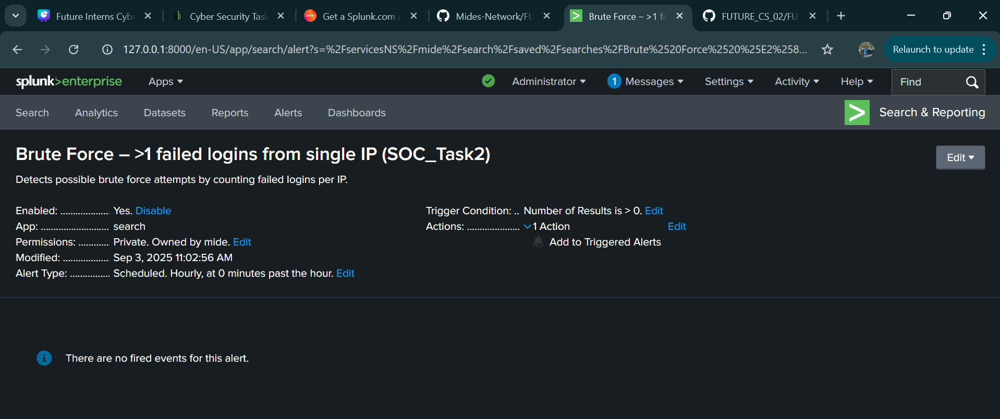 Future Interns Cybe
Cyber Security Task
Get a Splunk.com A
Mides-Network/FU
Brute Force – >1 fa
FUTURE_CS_02/FU
127.0.0.1:8000/en-US/app/search/alert?s=%2FservicesNS%2Fmide%2Fsearch%2Fsaved%2Fsearches%2FBrute%2520Force%2520%25E2%258...
Relaunch to update
splunk>enterprise
Apps
Administrator
1 Messages
Settings
Activity
Help
Find
Search
Analytics
Datasets
Reports
Alerts
Dashboards
> Search & Reporting
Brute Force – >1 failed logins from single IP (SOC_Task2)
Edit
Detects possible brute force attempts by counting failed logins per IP.
Enabled: ................... Yes. Disable
App: .......................... search
Permissions: ............ Private. Owned by mide. Edit
Modified: .................. Sep 3, 2025 11:02:56 AM
Alert Type: ............... Scheduled. Hourly, at 0 minutes past the hour. Edit
Trigger Condition: .. Number of Results is > 0. Edit
Actions: .................... 1 Action Edit
Add to Triggered Alerts
There are no fired events for this alert.